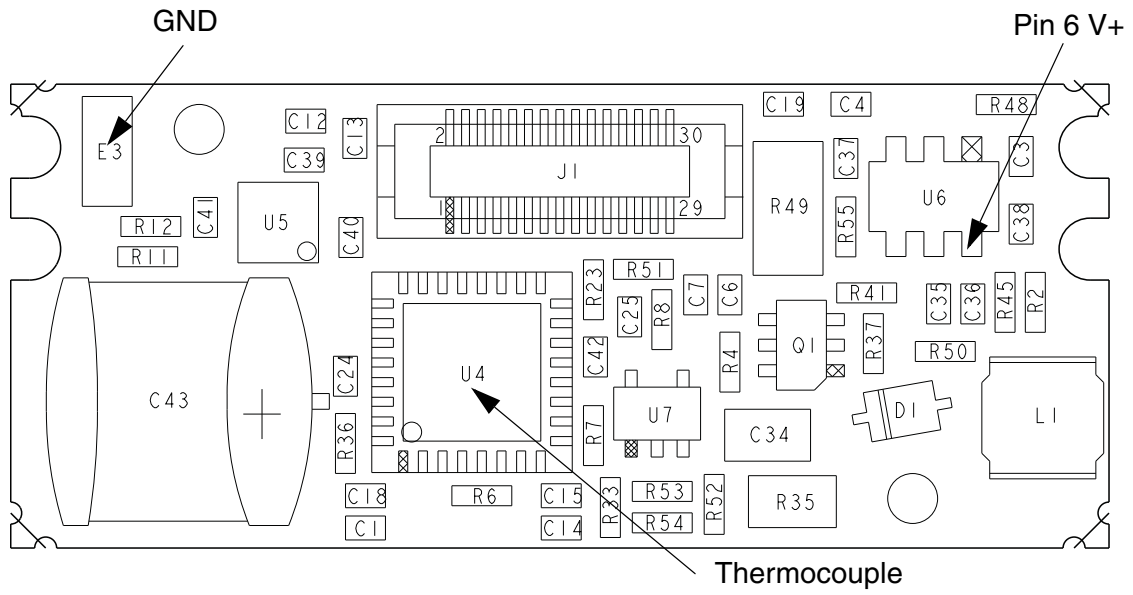 GND
Pin 6 V+
C19
C4
R48
C12
C13
2
30
E3
C39
J1
C37
C3
R49
U6
C41
U5
1
29
R55
C38
R12
C40
R11
R23
R51
C7
C6
R41
C35
C36
R45
R2
C25
R8
Q1
R37
R4
C42
R50
C24
U4
C43
D1
U7
L1
R36
R7
C34
C18
R6
C15
R33
R53
R52
R35
C1
C14
R54
Thermocouple